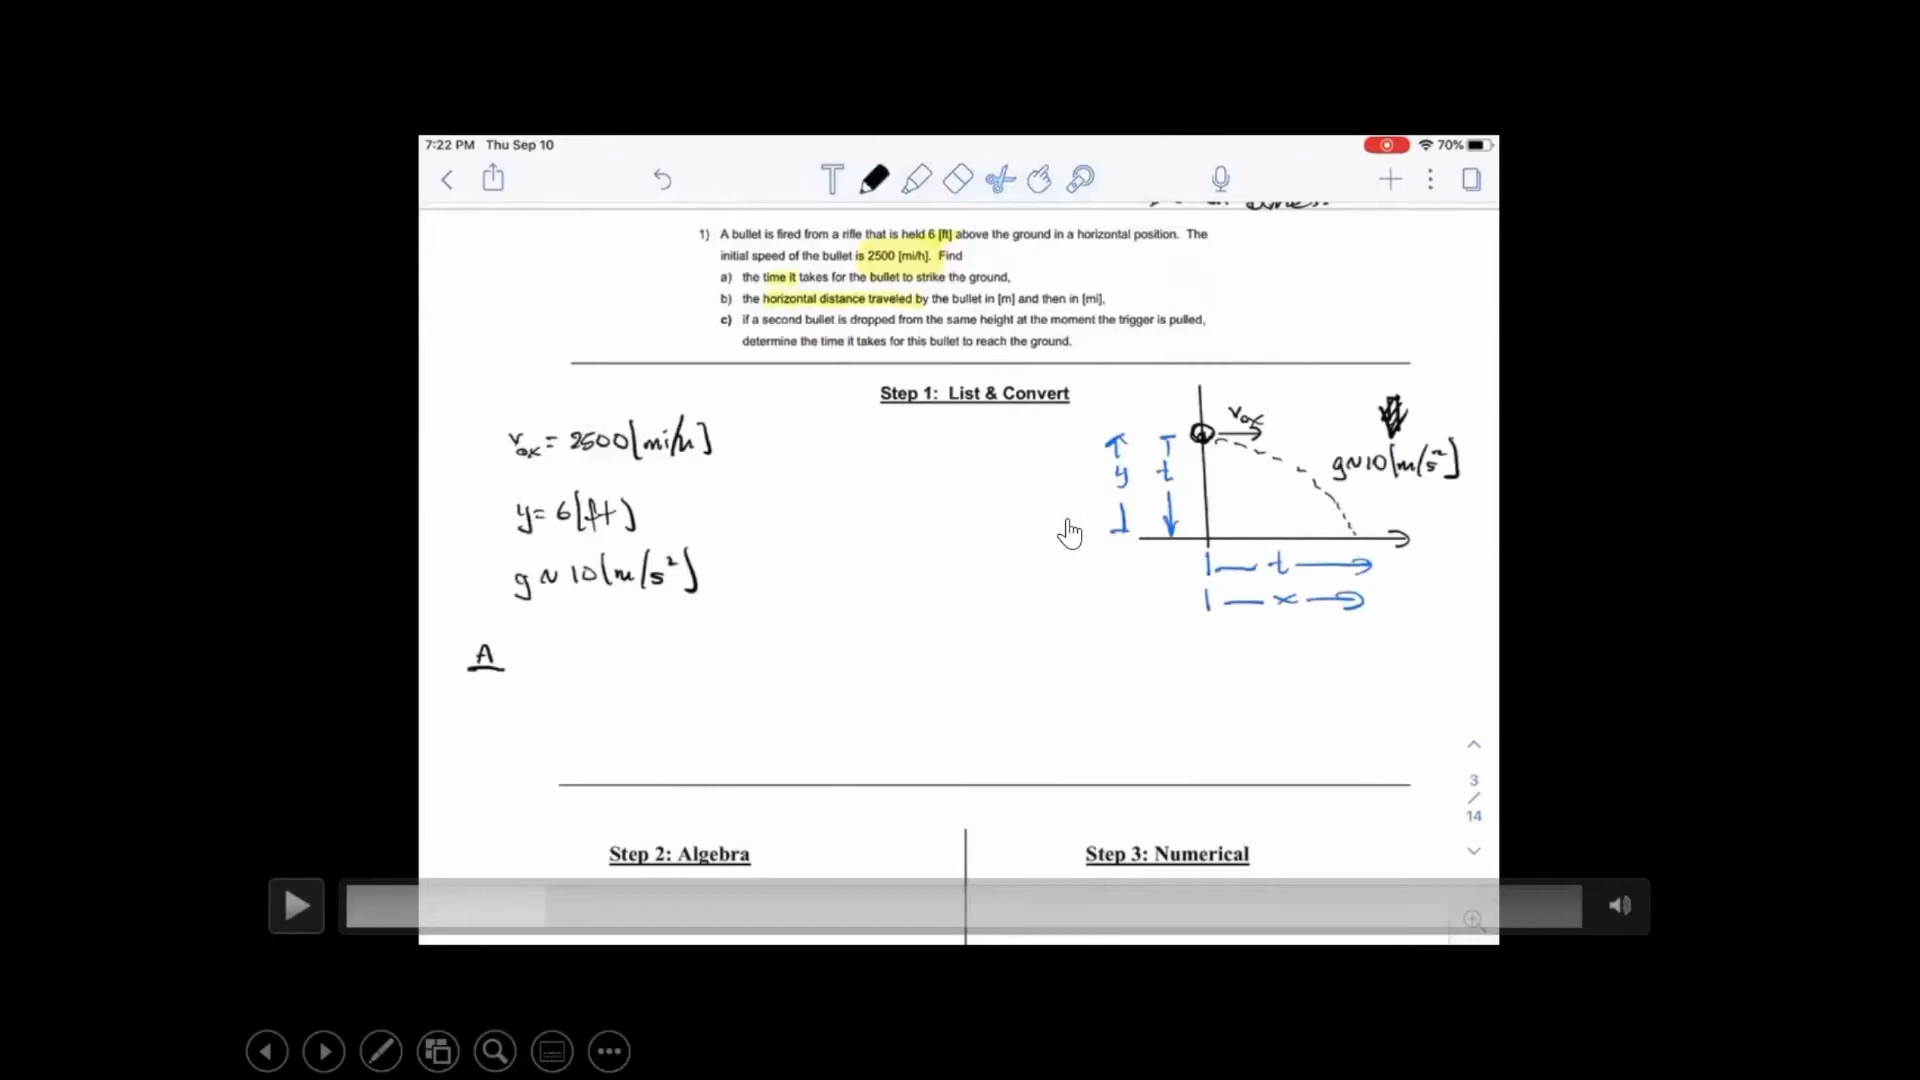 7:22 PM Thu Sep 10
70%
1) A bullet is fired from a rifle that is held 6 [ft] above the ground in a horizontal position. The
initial speed of the bullet is 2500 [mi/h]. Find
a) the time it takes for the bullet to strike the ground,
b) the horizontal distance traveled by the bullet in [m] and then in [mi],
c) if a second bullet is dropped from the same height at the moment the trigger is pulled,
determine the time it takes for this bullet to reach the ground.
Step 1: List & Convert
v₀ₓ = 2500 [mi/h]
y = 6 [ft]
g ~ 10 [m/s²]
A
v₀ₓ
g ~ 10 [m/s²]
y
t
t
x
3
/
14
Step 2: Algebra
Step 3: Numerical